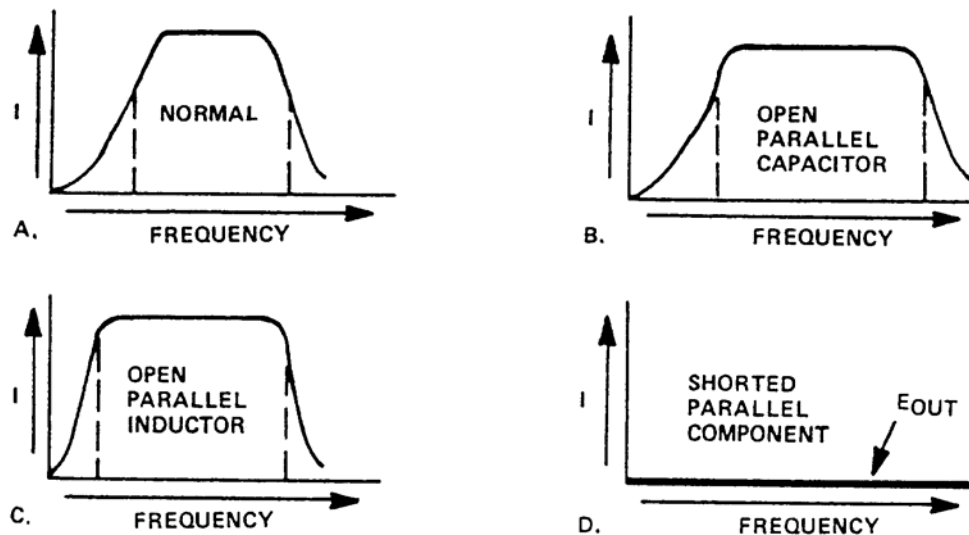 I
NORMAL
A.
FREQUENCY
I
OPEN
PARALLEL
CAPACITOR
B.
FREQUENCY
I
OPEN
PARALLEL
INDUCTOR
C.
FREQUENCY
I
SHORTED
PARALLEL
COMPONENT
EOUT
D.
FREQUENCY